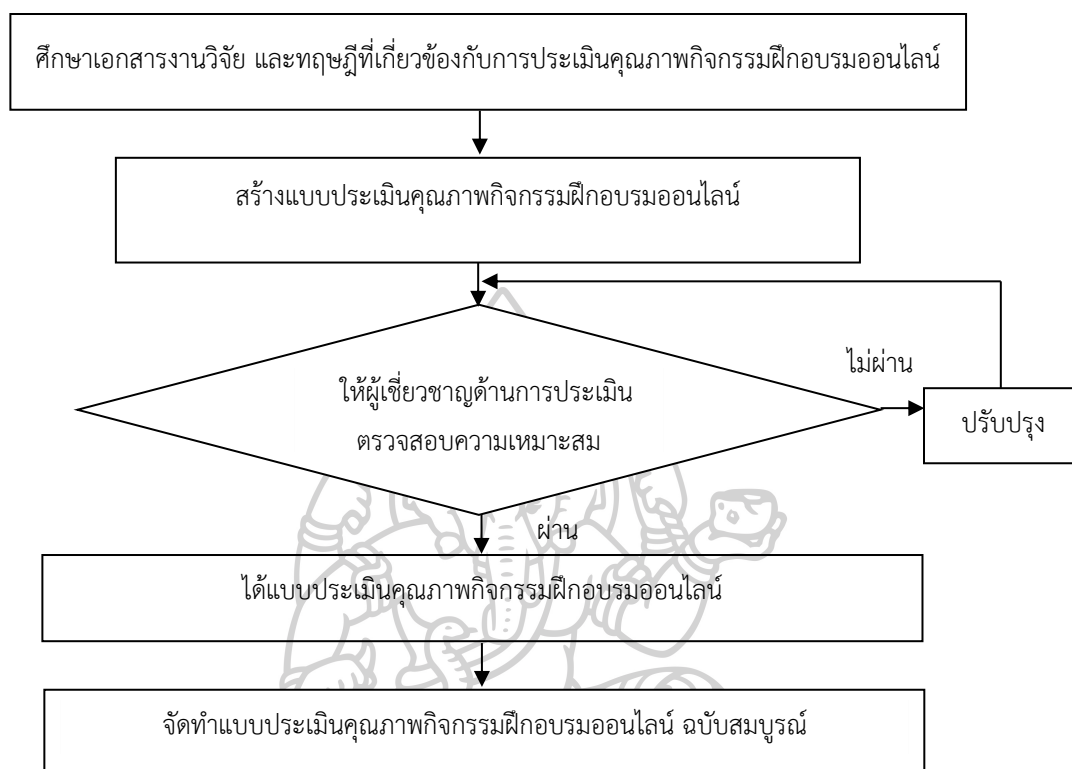 ศึกษาเอกสารงานวิจัย และทฤษฎีที่เกี่ยวข้องกับการประเมินคุณภาพกิจกรรมฝึกอบรมออนไลน์
สร้างแบบประเมินคุณภาพกิจกรรมฝึกอบรมออนไลน์
ให้ผู้เชี่ยวชาญด้านการประเมิน
ตรวจสอบความเหมาะสม
ไม่ผ่าน
ปรับปรุง
ผ่าน
ได้แบบประเมินคุณภาพกิจกรรมฝึกอบรมออนไลน์
จัดทำแบบประเมินคุณภาพกิจกรรมฝึกอบรมออนไลน์ ฉบับสมบูรณ์